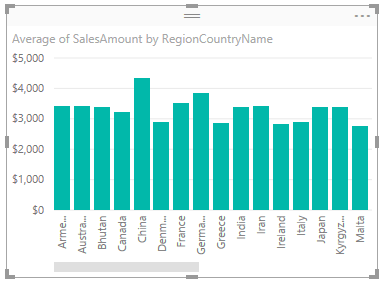 Average of SalesAmount by RegionCountryName
$5,000
$4,000
$3,000
$2,000
$1,000
$0
Arme...
Austra...
Bhutan
Canada
China
Denm...
France
Germa...
Greece
India
Iran
Ireland
Italy
Japan
Kyrgyz...
Malta